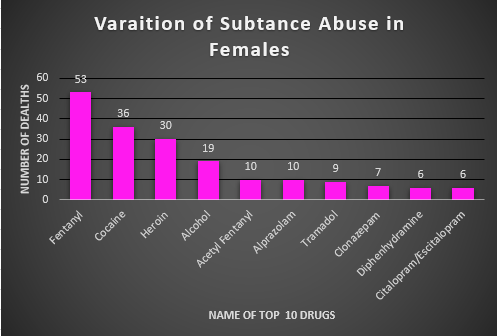 Varaition of Subtance Abuse in
Females
NUMBER OF DEALTHS
60
50
40
30
20
10
0
53
36
30
19
10
10
9
7
6
6
Fentanyl
Cocaine
Heroin
Alcohol
Acetyl Fentanyl
Alprazolam
Tramadol
Clonazepam
Diphenhydramine
Citalopram/Escitalopram
NAME OF TOP 10 DRUGS